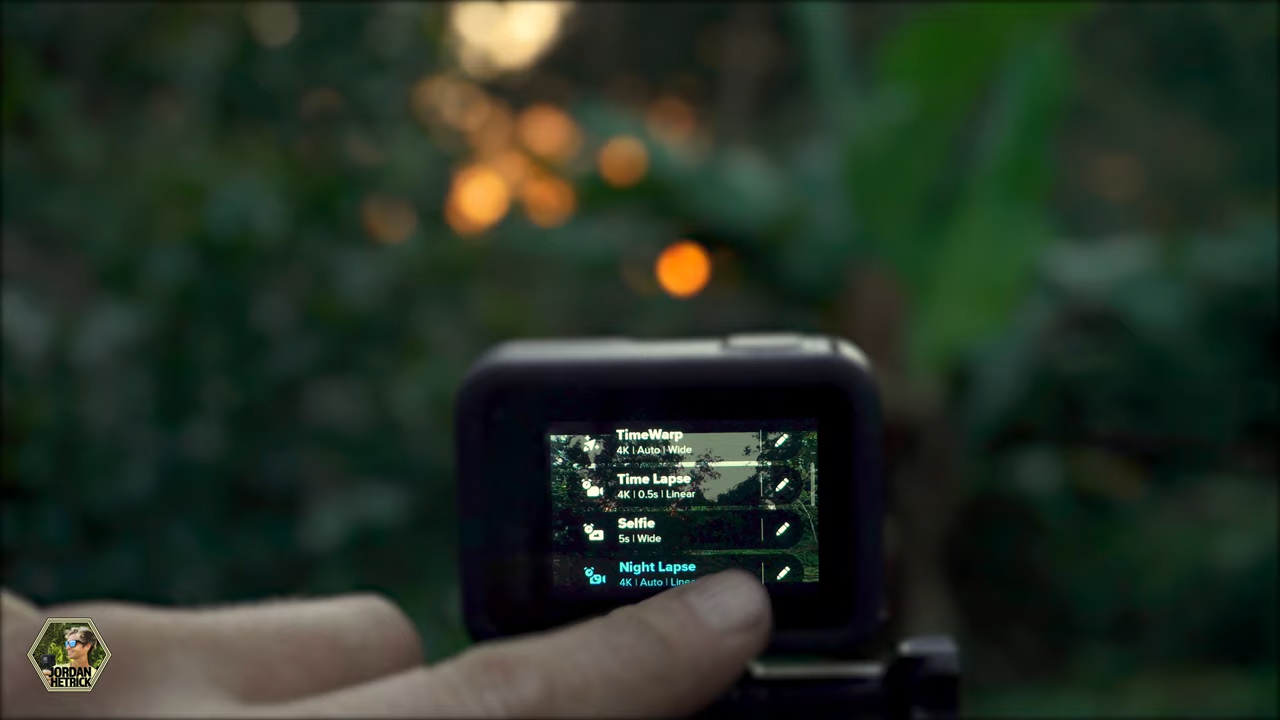 TimeWarp
4K | Auto | Wide
Time Lapse
4K | 0.5s | Linear
Selfie
5s | Wide
Night Lapse
4K | Auto |
JORDAN
HETRICK